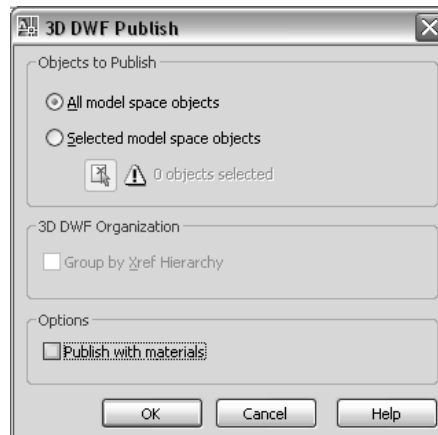 3D DWF Publish
Objects to Publish
All model space objects
Selected model space objects
0 objects selected
3D DWF Organization
Group by Xref Hierarchy
Options
Publish with materials
OK Cancel Help